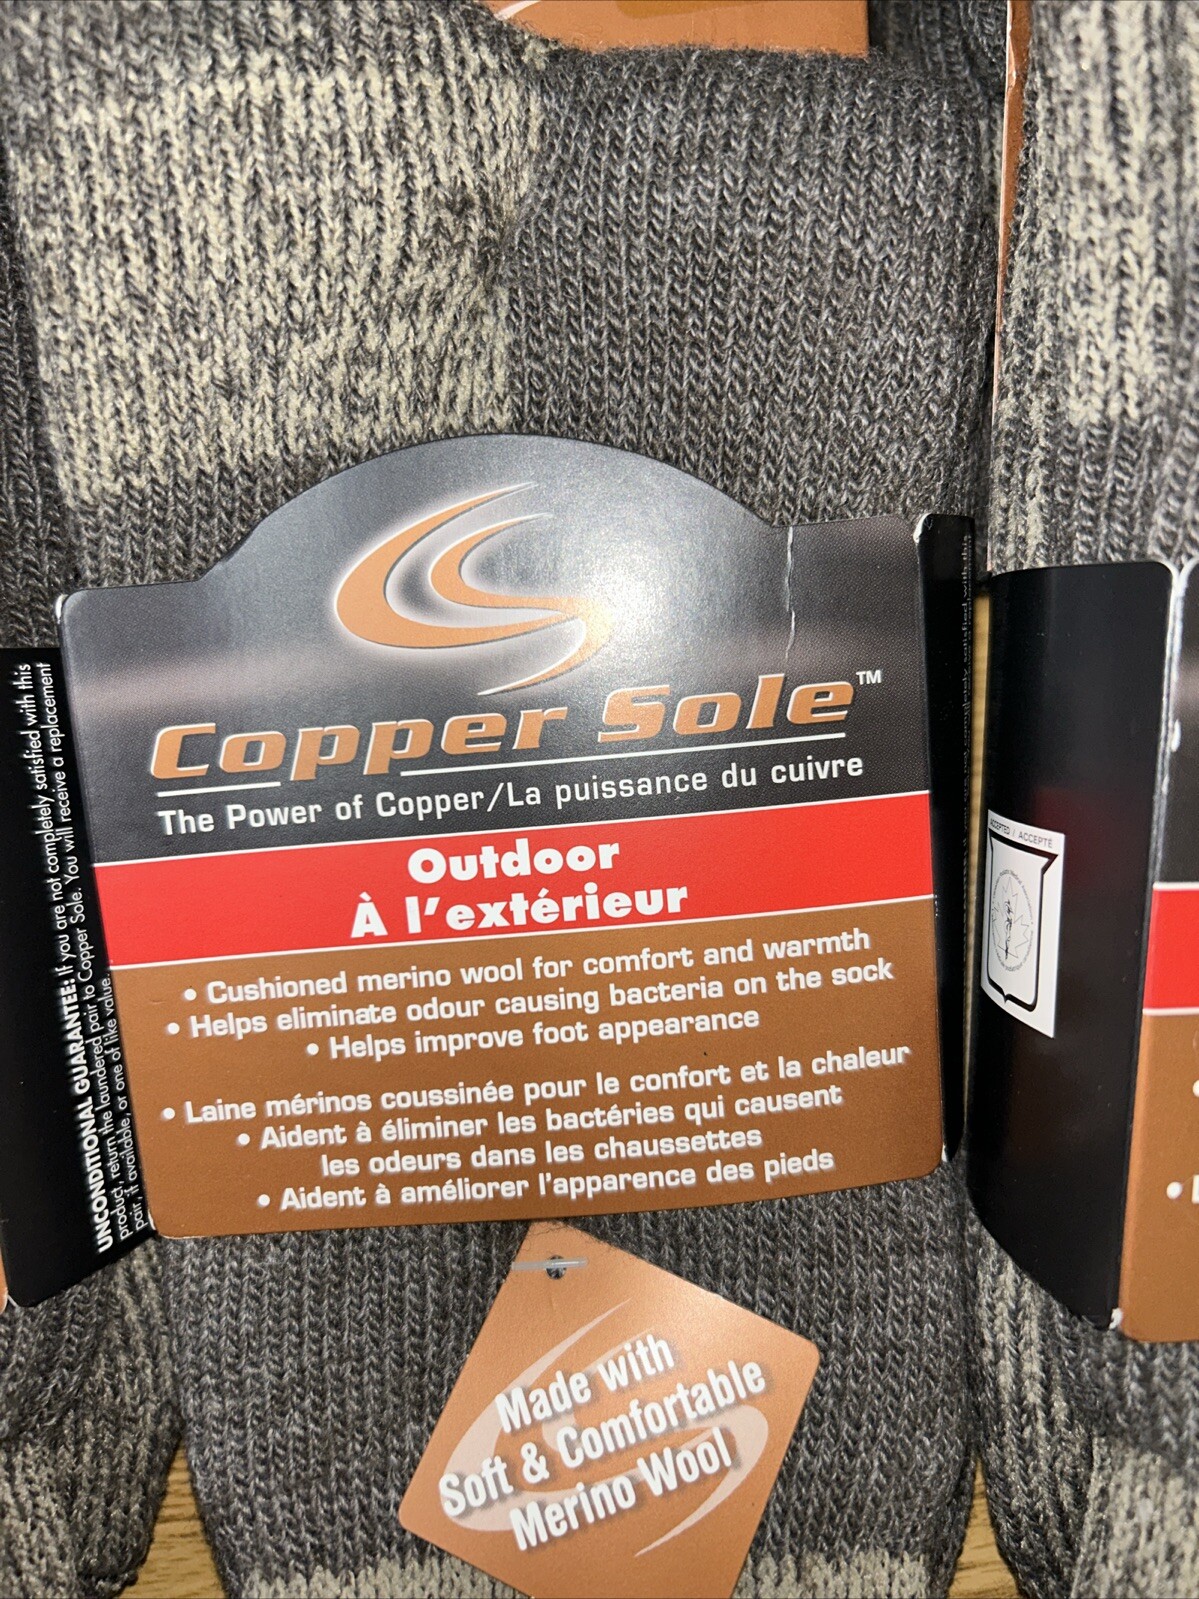 Copper Sole™
The Power of Copper/La puissance du cuivre
Outdoor
À l'extérieur
• Cushioned merino wool for comfort and warmth
• Helps eliminate odour causing bacteria on the sock
• Helps improve foot appearance
• Laine mérinos coussinée pour le confort et la chaleur
• Aident à éliminer les bactéries qui causent
les odeurs dans les chaussettes
• Aident à améliorer l'apparence des pieds
Made with
Soft & Comfortable
Merino Wool
UNCONDITIONAL GUARANTEE: If you are not completely satisfied with this
product, return the laundered pair to Copper Sole. You will receive a replacement
pair, if available, or one of like value.
ACCEPTED / ACCEPTÉ